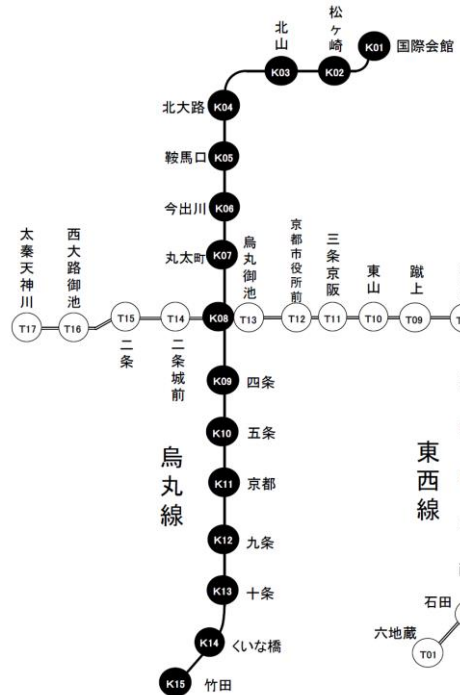 松ヶ崎
北山
K01 国際会館
K03 K02
北大路 K04
鞍馬口 K05
今出川 K06
丸太町 K07
太秦天神川
西大路御池
烏丸御池
京都市役所前
三条京阪
東山
蹴上
T17 T16 T15 T14 K08 T13 T12 T11 T10 T09
二条
二条城前
K09 四条
K10 五条
K11 京都
烏丸線
東西線
K12 九条
K13 十条
K14 くいな橋
K15 竹田
石田
六地蔵
T01